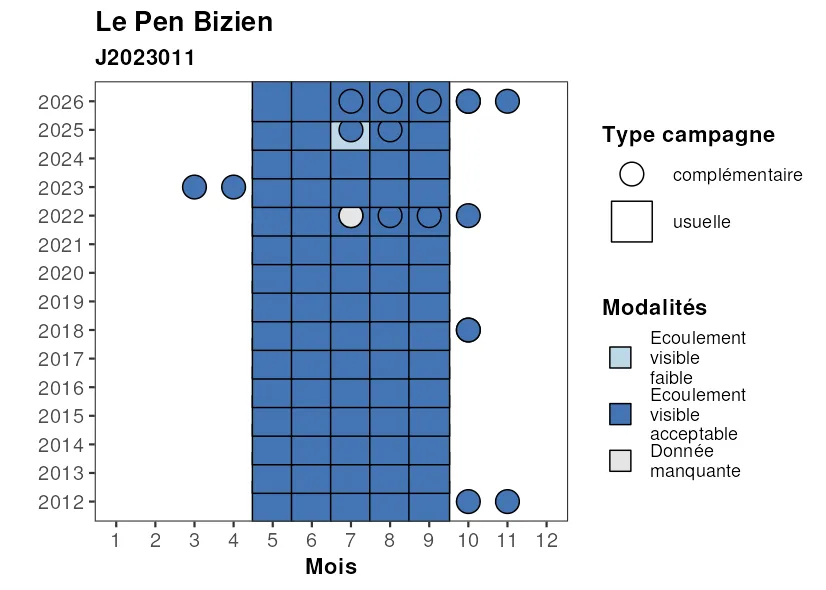 Le Pen Bizien
J2023011
2026
2025
2024
2023
2022
2021
2020
2019
2018
2017
2016
2015
2014
2013
2012
1 2 3 4 5 6 7 8 9 10 11 12
Mois
Type campagne
complémentaire
usuelle
Modalités
Ecoulement
visible
faible
Ecoulement
visible
acceptable
Donnée
manquante